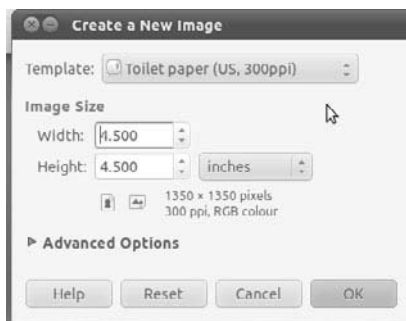 Create a New Image
Template: Toilet paper (US, 300ppi)
Image Size
Width: 4.500
Height: 4.500 inches
1350 × 1350 pixels
300 ppi, RGB colour
Advanced Options
Help Reset Cancel OK